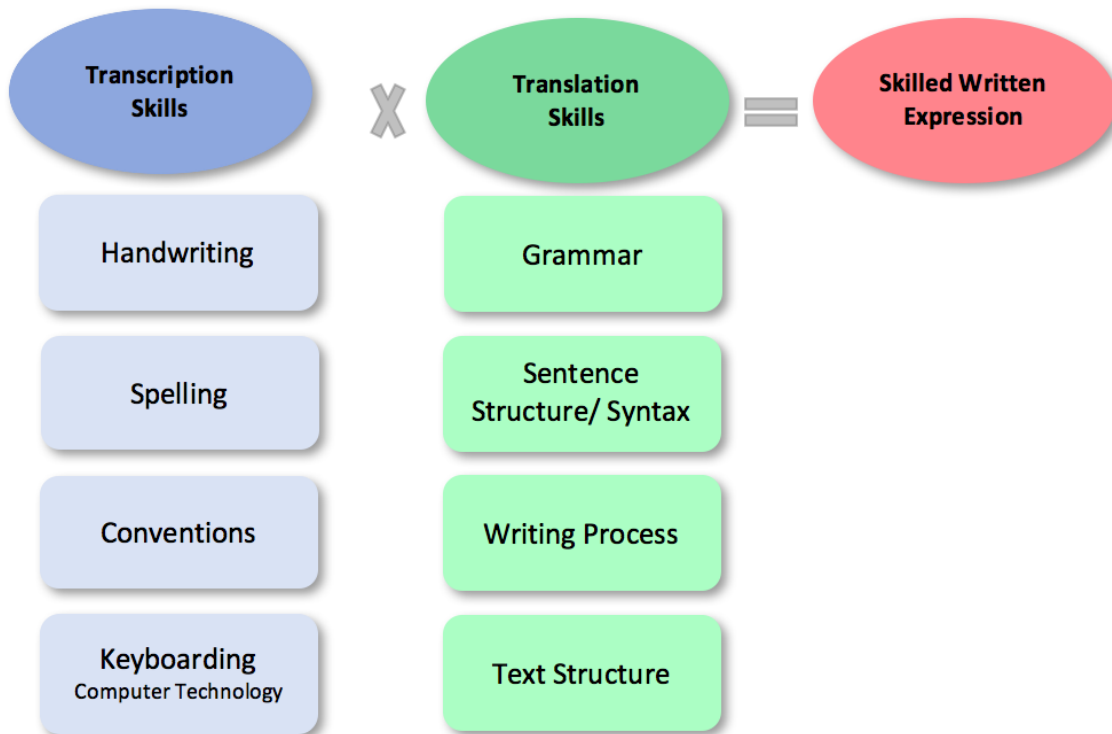 Transcription
Skills
Translation
Skills
Skilled Written
Expression
Handwriting
Grammar
Spelling
Sentence
Structure/ Syntax
Conventions
Writing Process
Keyboarding
Computer Technology
Text Structure